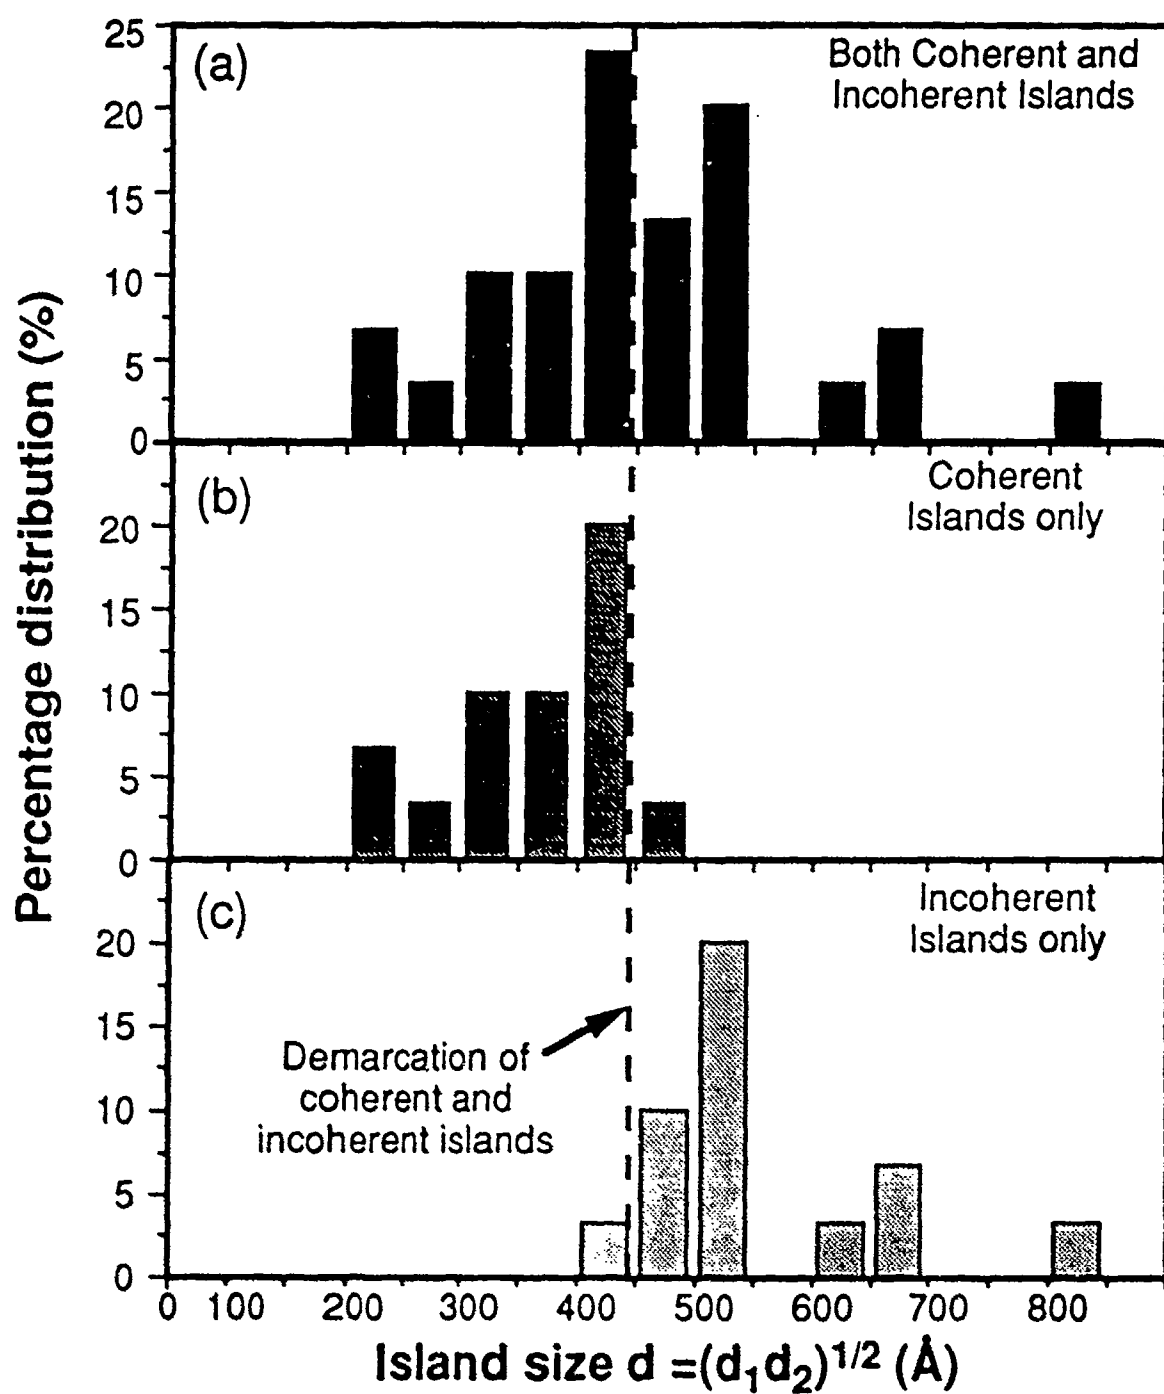 Percentage distribution (%)
(a)
Both Coherent and
Incoherent Islands
25
20
15
10
5
0
(b)
Coherent
Islands only
20
15
10
5
0
(c)
Incoherent
Islands only
20
15
10
5
0
Demarcation of
coherent and
incoherent islands
0 100 200 300 400 500 600 700 800
Island size d =(d₁d₂)¹/² (Å)